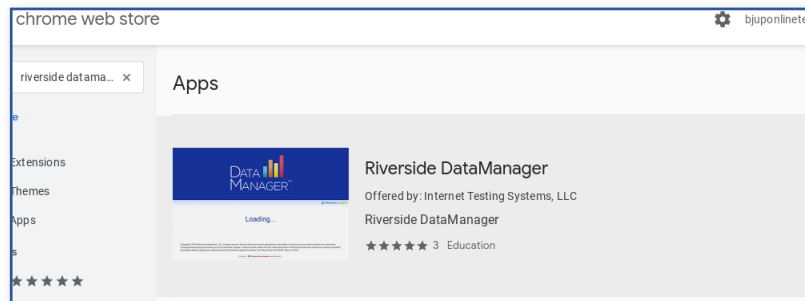 chrome web store
bjuponlinete
riverside datama... ×
Apps
e
Extensions
Themes
Apps
s
DATA
MANAGER™
Loading...
Riverside DataManager
Offered by: Internet Testing Systems, LLC
Riverside DataManager
3 Education